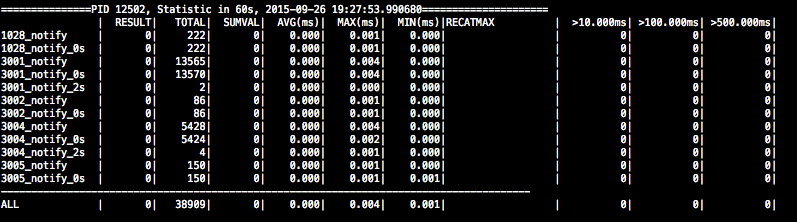 ===============PID 12502, Statistic in 60s, 2015-09-26 19:27:53.990680=====================
| RESULT| TOTAL| SUMVAL| AVG(ms)| MAX(ms)| MIN(ms)|RECATMAX | >10.000ms| >100.000ms| >500.000ms|
1028_notify | 0| 222| 0| 0.000| 0.001| 0.000| | 0| 0| 0|
1028_notify_0s | 0| 222| 0| 0.000| 0.001| 0.000| | 0| 0| 0|
3001_notify | 0| 13565| 0| 0.000| 0.004| 0.000| | 0| 0| 0|
3001_notify_0s | 0| 13570| 0| 0.000| 0.004| 0.000| | 0| 0| 0|
3001_notify_2s | 0| 2| 0| 0.000| 0.000| 0.000| | 0| 0| 0|
3002_notify | 0| 86| 0| 0.000| 0.001| 0.000| | 0| 0| 0|
3002_notify_0s | 0| 86| 0| 0.000| 0.001| 0.000| | 0| 0| 0|
3004_notify | 0| 5428| 0| 0.000| 0.004| 0.000| | 0| 0| 0|
3004_notify_0s | 0| 5424| 0| 0.000| 0.002| 0.000| | 0| 0| 0|
3004_notify_2s | 0| 4| 0| 0.000| 0.001| 0.000| | 0| 0| 0|
3005_notify | 0| 150| 0| 0.000| 0.001| 0.000| | 0| 0| 0|
3005_notify_0s | 0| 150| 0| 0.000| 0.001| 0.001| | 0| 0| 0|
--------------------------------------------------------------------------------
ALL | 0| 38909| 0| 0.000| 0.004| 0.001| | 0| 0| 0|